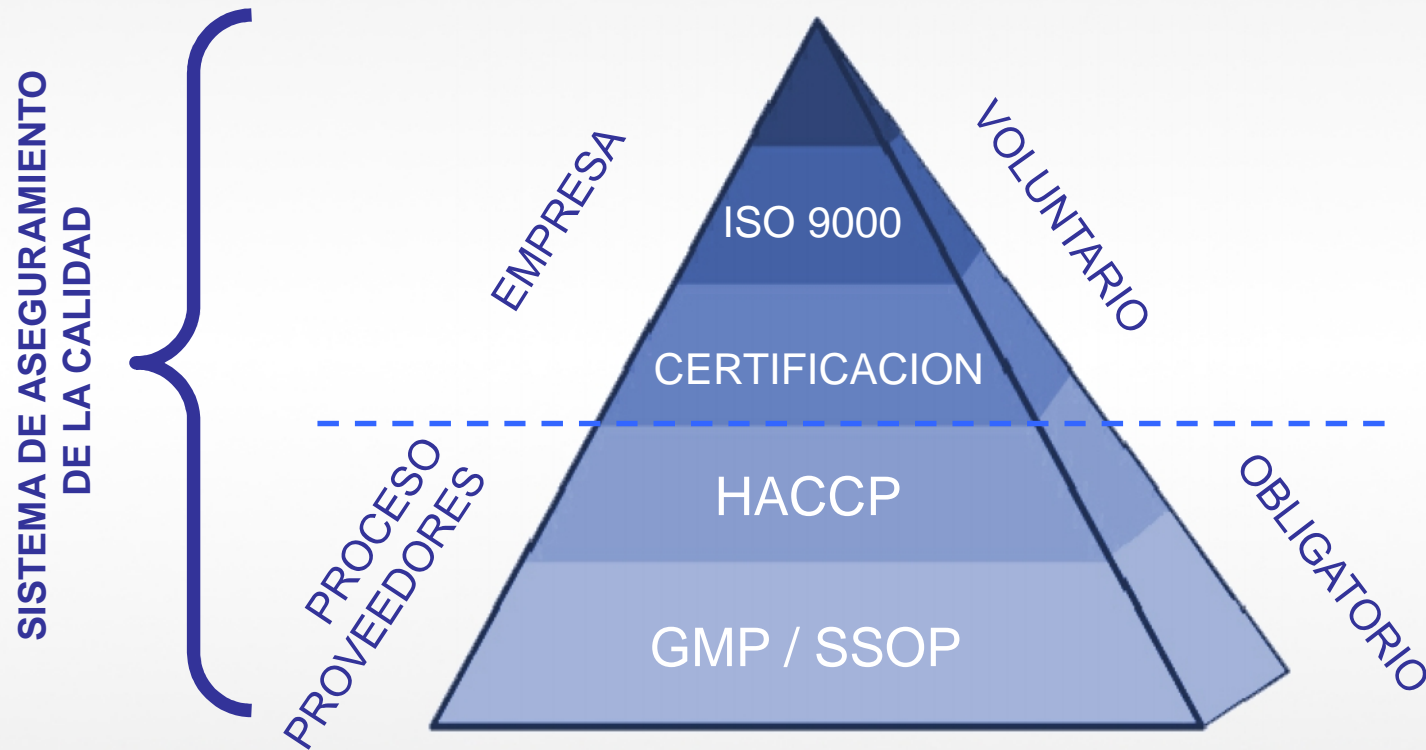 SISTEMA DE ASEGURAMIENTO
DE LA CALIDAD
EMPRESA
VOLUNTARIO
ISO 9000
CERTIFICACION
PROCESO
PROVEEDORES
HACCP
OBLIGATORIO
GMP / SSOP